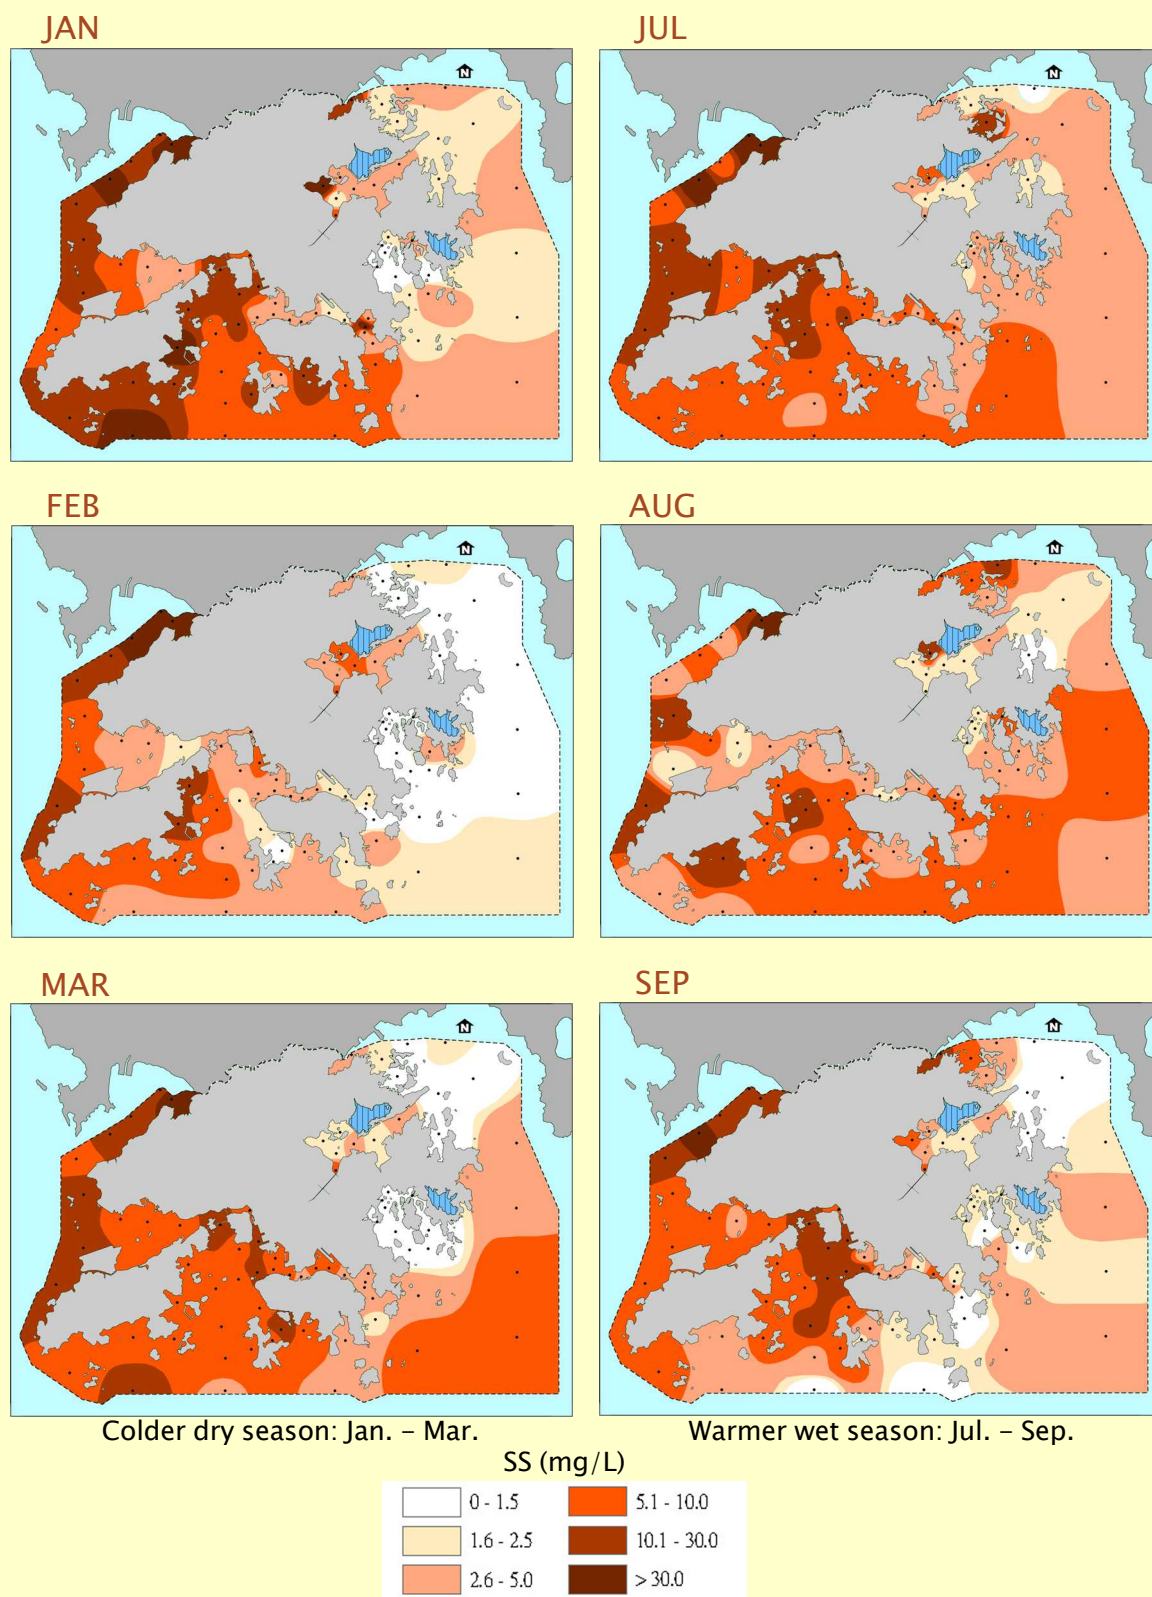 JAN
JUL
N
N
FEB
AUG
N
N
MAR
SEP
N
N
Colder dry season: Jan. – Mar.
Warmer wet season: Jul. – Sep.
SS (mg/L)
0 - 1.5
5.1 - 10.0
1.6 - 2.5
10.1 - 30.0
2.6 - 5.0
> 30.0